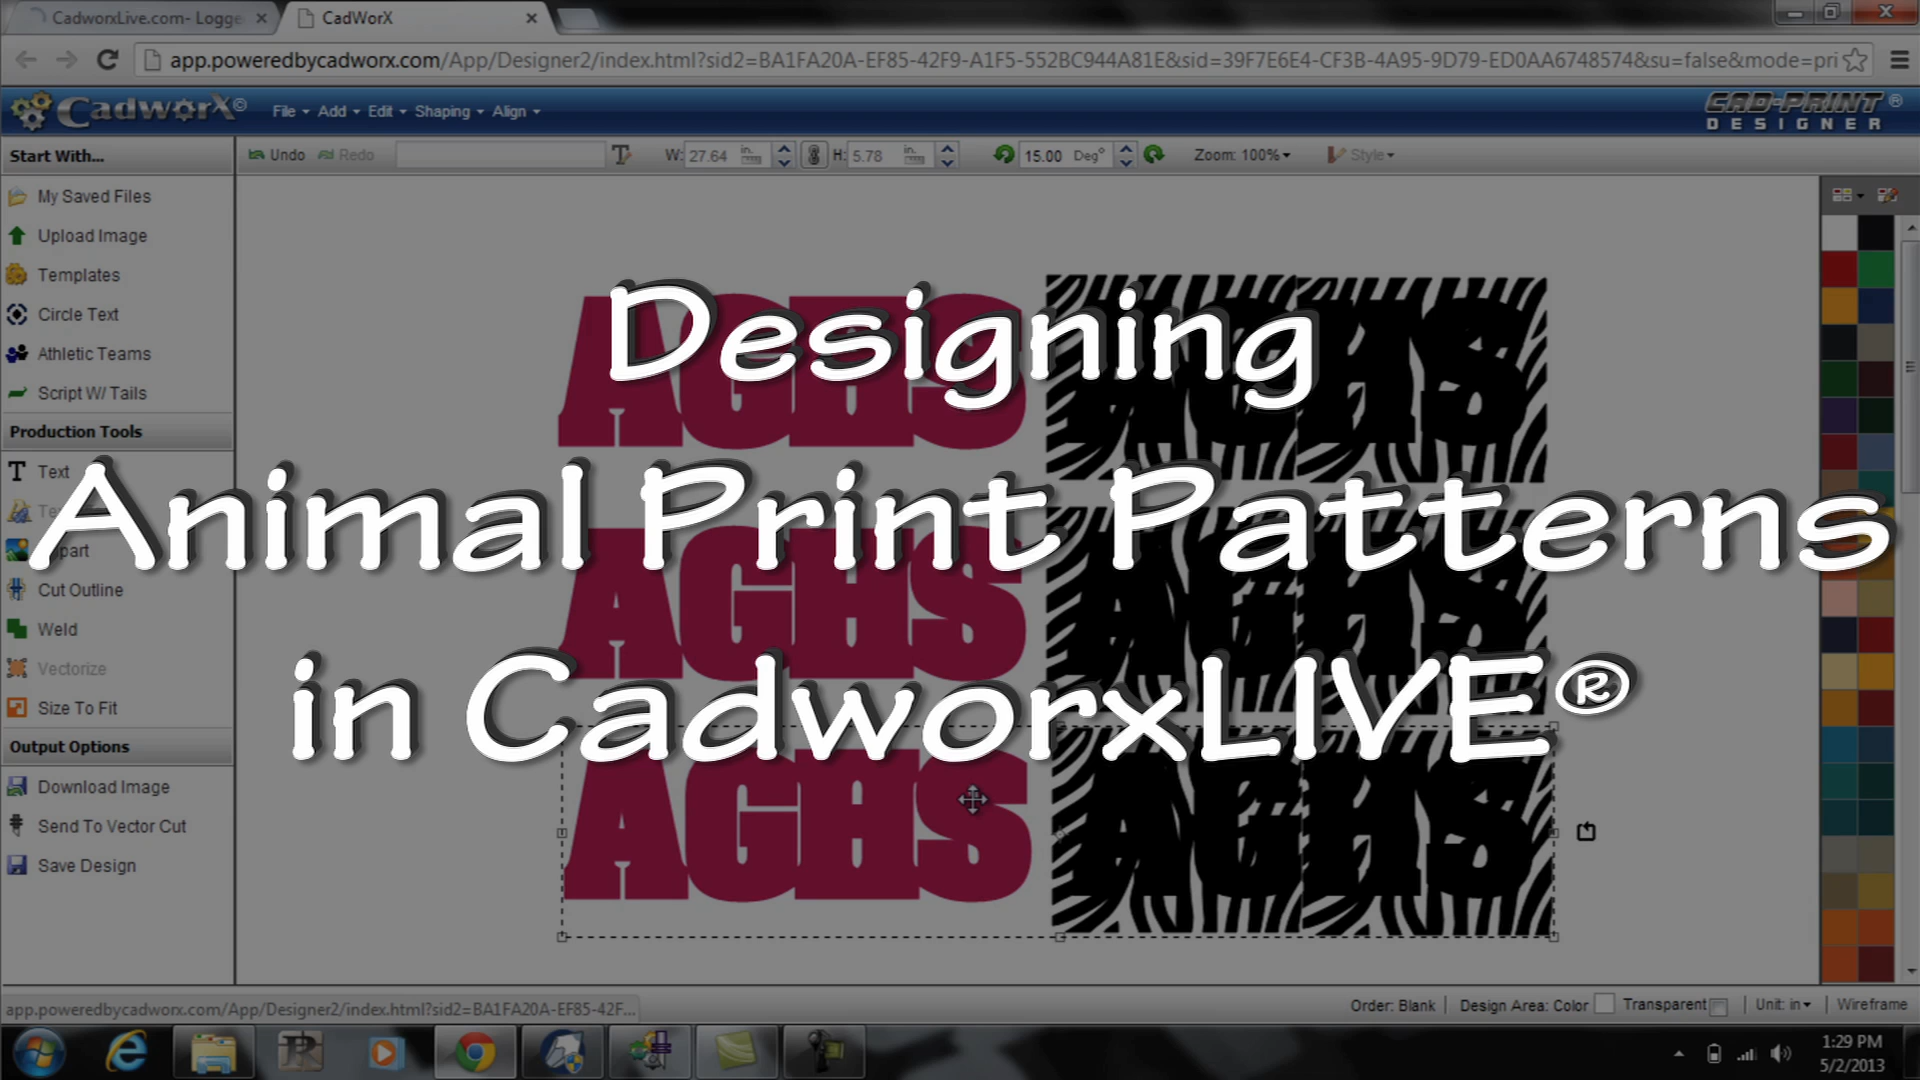 CadworxLive.com- Logge
CadWorX
app.poweredbycadworx.com/App/Designer2/index.html?sid2=BA1FA20A-EF85-42F9-A1F5-552BC944A81E&sid=39F7E6E4-CF3B-4A95-9D79-ED0AA6748574&su=false&mode=pri
CadworX©
File
Add
Edit
Shaping
Align
CAD-PRINT®
DESIGNER
Start With...
Undo
Redo
W: 27.64 in.
H: 5.78 in.
15.00 Deg°
Zoom: 100%
Style
My Saved Files
Upload Image
Templates
Circle Text
Athletic Teams
Script W/ Tails
Production Tools
Text
Cut Outline
Weld
Vectorize
Size To Fit
Output Options
Download Image
Send To Vector Cut
Save Design
AGHS AGHS
AGHS AGHS
AGHS AGHS
Designing
Animal Print Patterns
in CadworxLIVE®
app.poweredbycadworx.com/App/Designer2/index.html?sid2=BA1FA20A-EF85-42F...
Order: Blank
Design Area: Color
Transparent
Unit: in
Wireframe
1:29 PM
5/2/2013